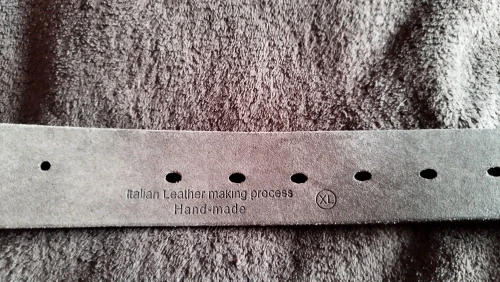 Italian Leather making process
Hand-made
XL